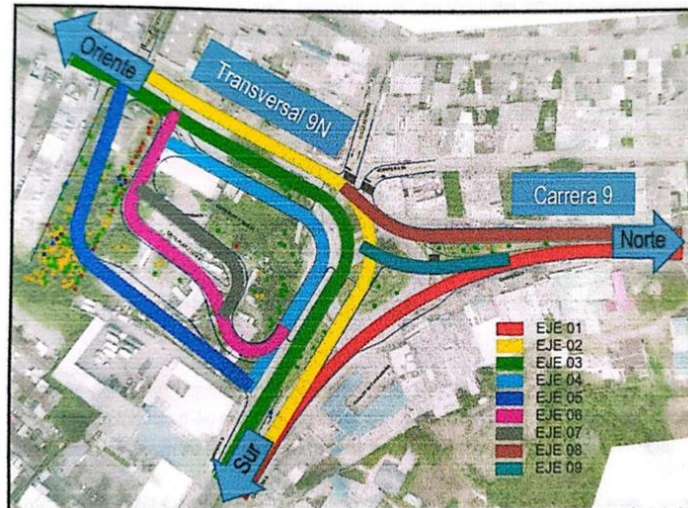 Oriente
Transversal 9N
Carrera 9
Norte
EJE 01
EJE 02
EJE 03
EJE 04
EJE 05
EJE 06
EJE 07
EJE 08
EJE 09
Sur